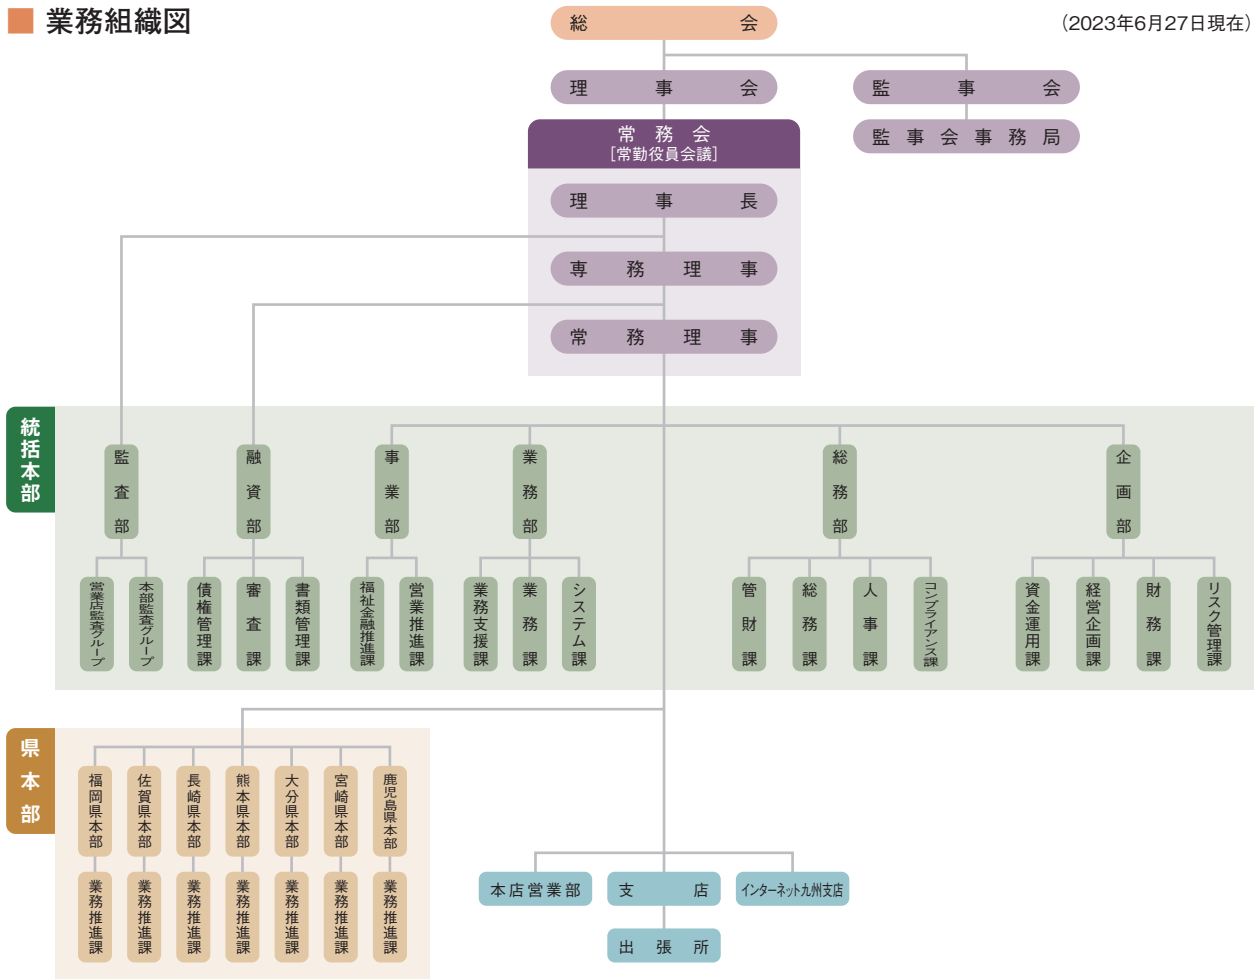 業務組織図
(2023年6月27日現在)
総会
理事会
監事会
監事会事務局
常務会
[常勤役員会議]
理事長
専務理事
常務理事
統括本部
監査部
融資部
事業部
業務部
総務部
企画部
営業店監査グループ
本部監査グループ
債権管理課
審査課
書類管理課
福祉金融推進課
営業推進課
業務支援課
業務課
システム課
管財課
総務課
人事課
コンプライアンス課
資金運用課
経営企画課
財務課
リスク管理課
県本部
福岡県本部
佐賀県本部
長崎県本部
熊本県本部
大分県本部
宮崎県本部
鹿児島県本部
業務推進課
業務推進課
業務推進課
業務推進課
業務推進課
業務推進課
業務推進課
本店営業部
支店
インターネット九州支店
出張所